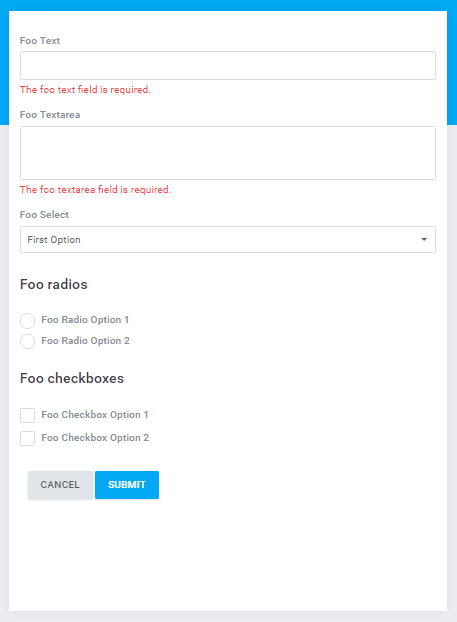 Foo Text
The foo text field is required.
Foo Textarea
The foo textarea field is required.
Foo Select
First Option
Foo radios
Foo Radio Option 1
Foo Radio Option 2
Foo checkboxes
Foo Checkbox Option 1
Foo Checkbox Option 2
CANCEL SUBMIT